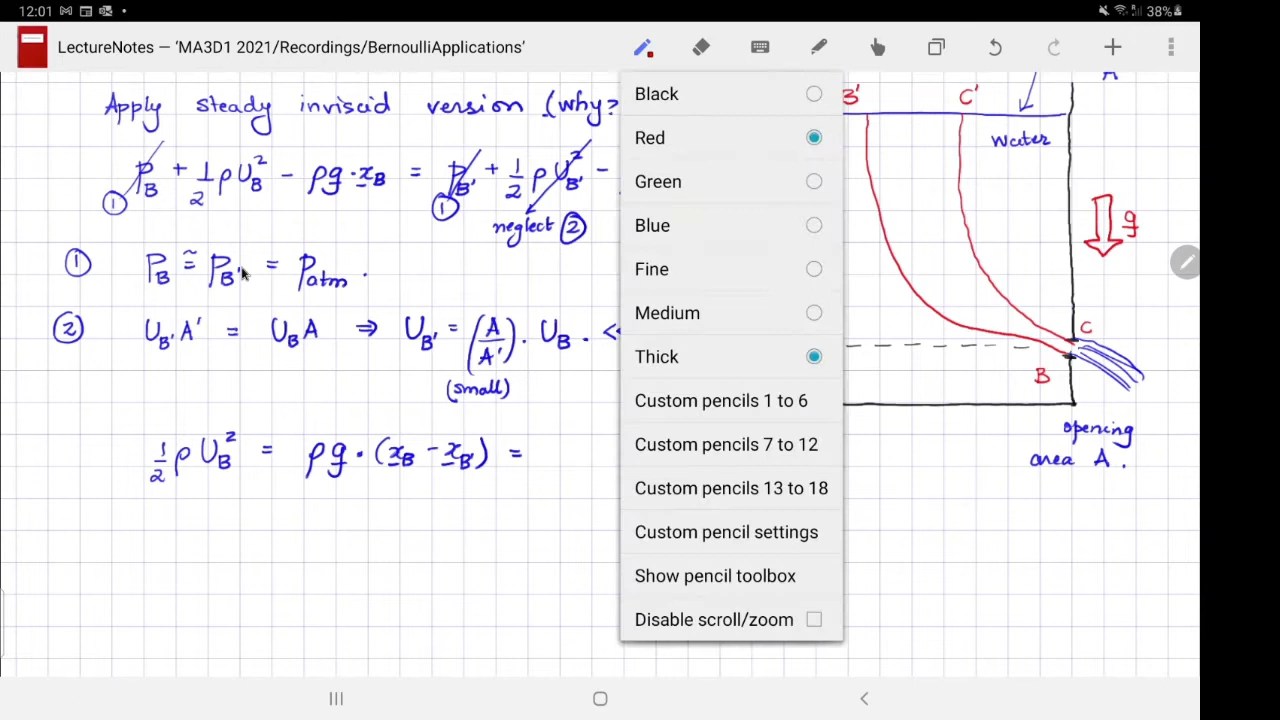 12:01
38%
LectureNotes — ‘MA3D1 2021/Recordings/BernoulliApplications’
Apply steady inviscid version (why?
P_B + 1/2 ρ U_B^2 - ρg·x_B = P_B' + 1/2 ρ U_B'^2 -
① ① neglect ②
① P_B ≅ P_B' = P_atm .
② U_B' A' = U_B A ⇒ U_B' = (A/A') . U_B . <<
(small)
1/2 ρ U_B^2 = ρg · (x_B - x_B') =
Black
Red
Green
Blue
Fine
Medium
Thick
Custom pencils 1 to 6
Custom pencils 7 to 12
Custom pencils 13 to 18
Custom pencil settings
Show pencil toolbox
Disable scroll/zoom
B' C'
water
g
C
B
opening
area A .